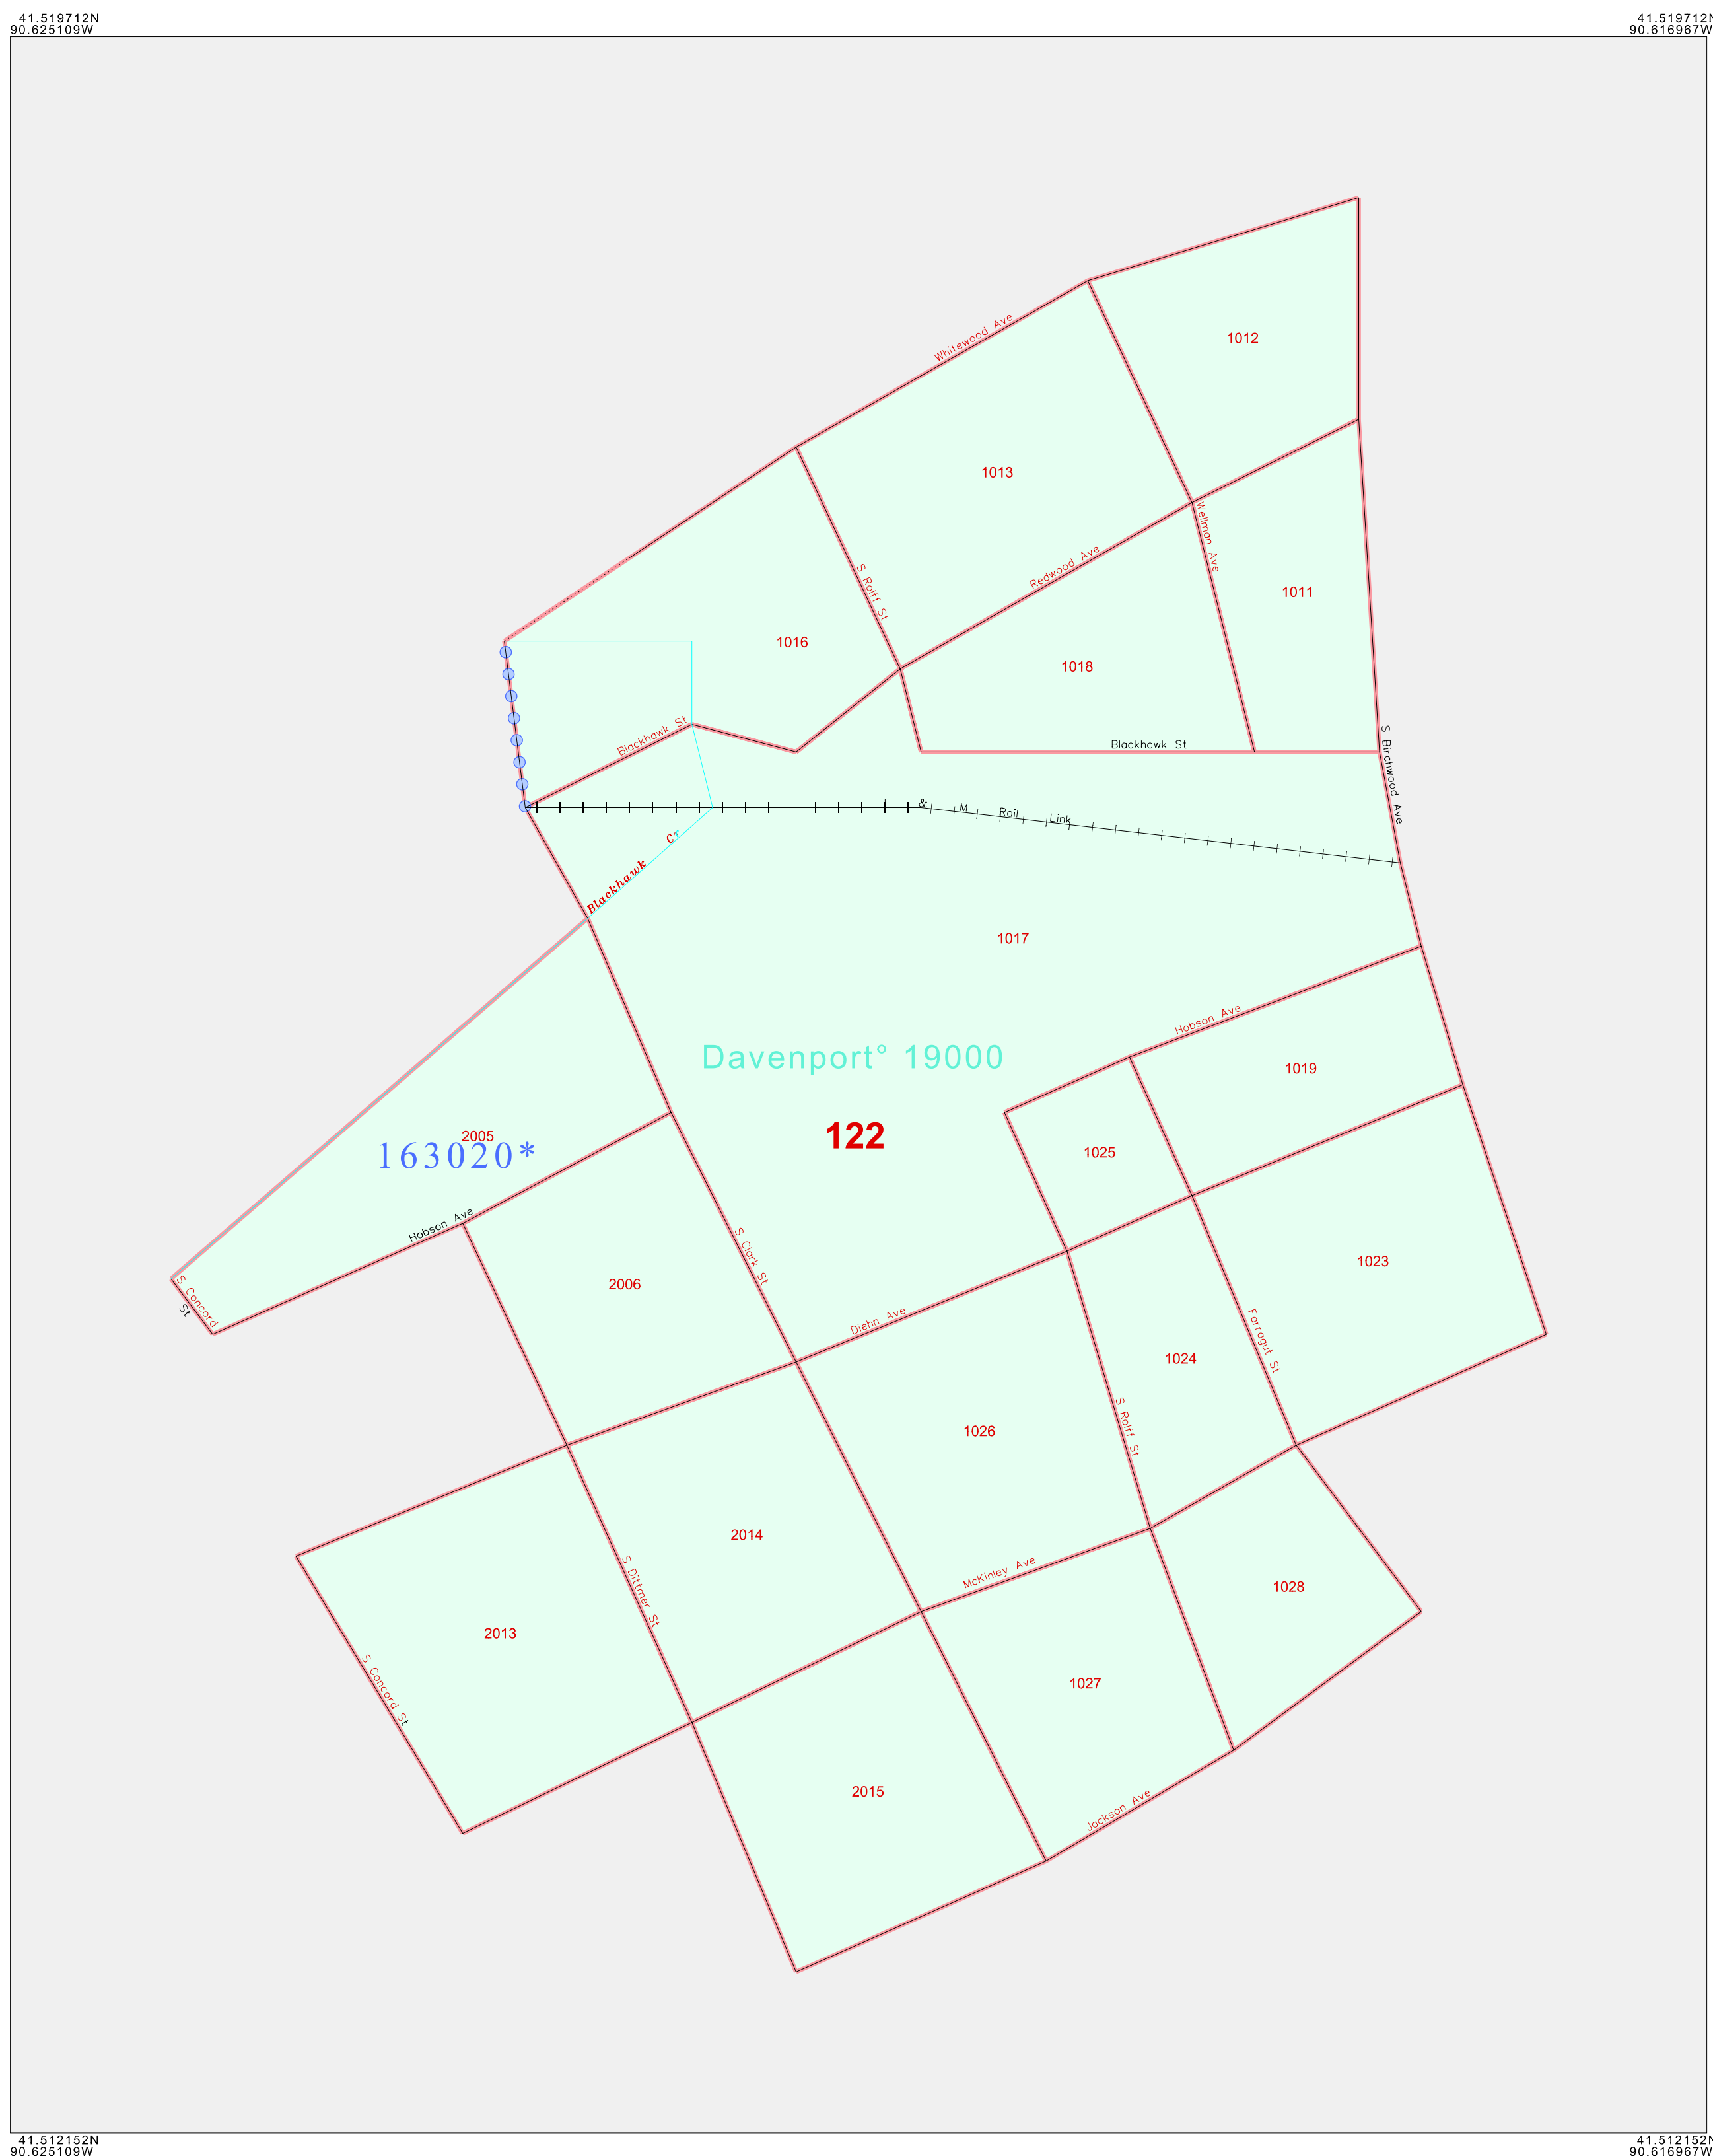 41.519712N
90.625109W
41.519712N
90.616967W
Whitewood Ave
1012
1013
Wellman Ave
Redwood Ave
S Rolff St
1011
1016
1018
Blackhawk St
Blackhawk St
S Birchwood Ave
I & M Rail Link
Blackhawk Cr
1017
Hobson Ave
Davenport° 19000
1019
122
2005
163020*
1025
Hobson Ave
S Clark St
S Concord St
2006
1023
Diehn Ave
Farragut St
1024
S Rolff St
1026
2014
McKinley Ave
1028
S Dittmer St
2013
S Concord St
1027
2015
Jackson Ave
41.512152N
90.625109W
41.512152N
90.616967W